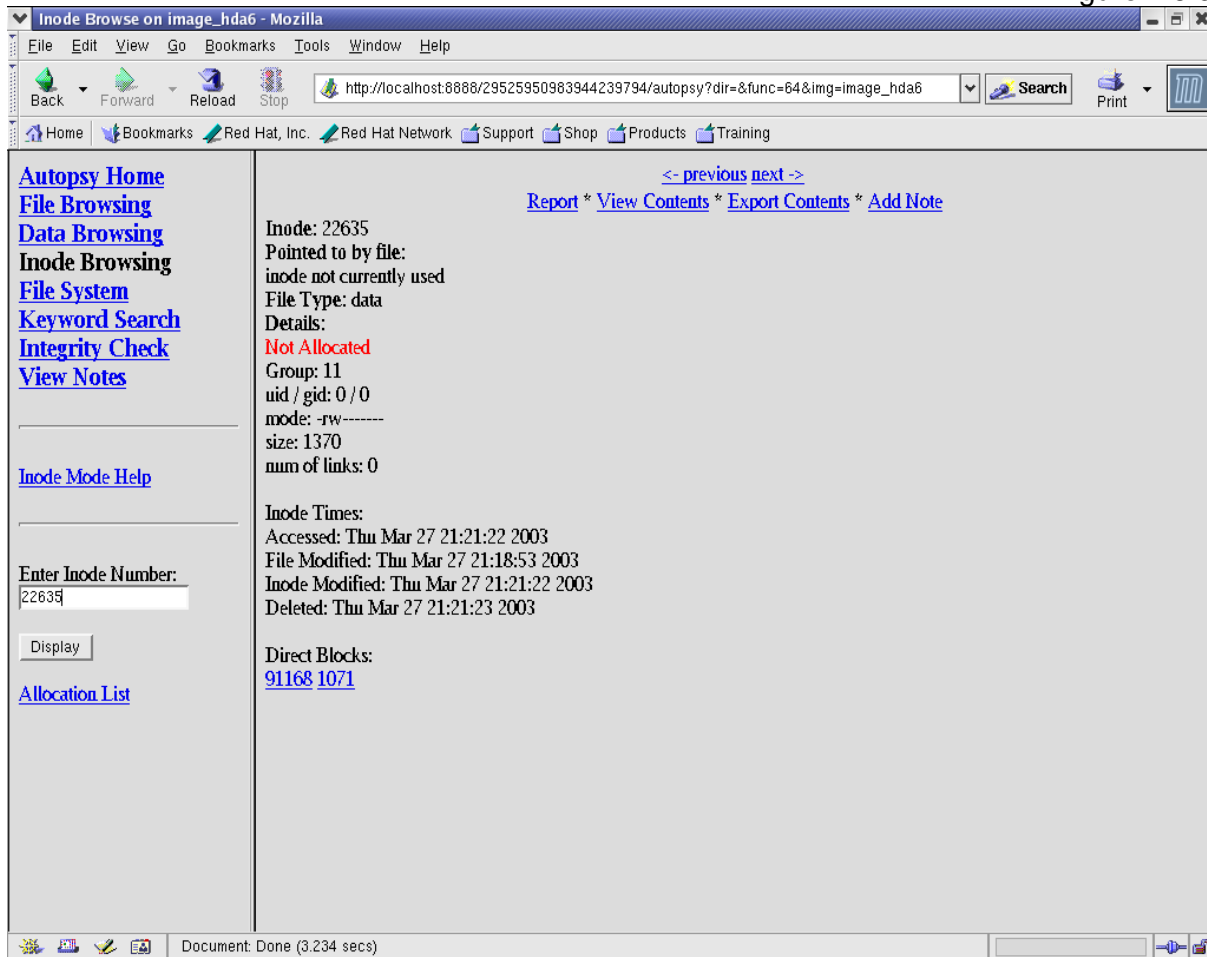 Inode Browse on image_hda6 - Mozilla
File Edit View Go Bookmarks Tools Window Help
Back Forward Reload Stop http://localhost:8888/29525950983944239794/autopsy?dir=&func=64&img=image_hda6 Search Print
Home Bookmarks Red Hat, Inc. Red Hat Network Support Shop Products Training
Autopsy Home
File Browsing
Data Browsing
Inode Browsing
File System
Keyword Search
Integrity Check
View Notes
Inode Mode Help
Enter Inode Number:
22635
Display
Allocation List
<- previous next ->
Report * View Contents * Export Contents * Add Note
Inode: 22635
Pointed to by file:
inode not currently used
File Type: data
Details:
Not Allocated
Group: 11
uid / gid: 0 / 0
mode: -rw-------
size: 1370
num of links: 0
Inode Times:
Accessed: Thu Mar 27 21:21:22 2003
File Modified: Thu Mar 27 21:18:53 2003
Inode Modified: Thu Mar 27 21:21:22 2003
Deleted: Thu Mar 27 21:21:23 2003
Direct Blocks:
91168 1071
Document: Done (3.234 secs)